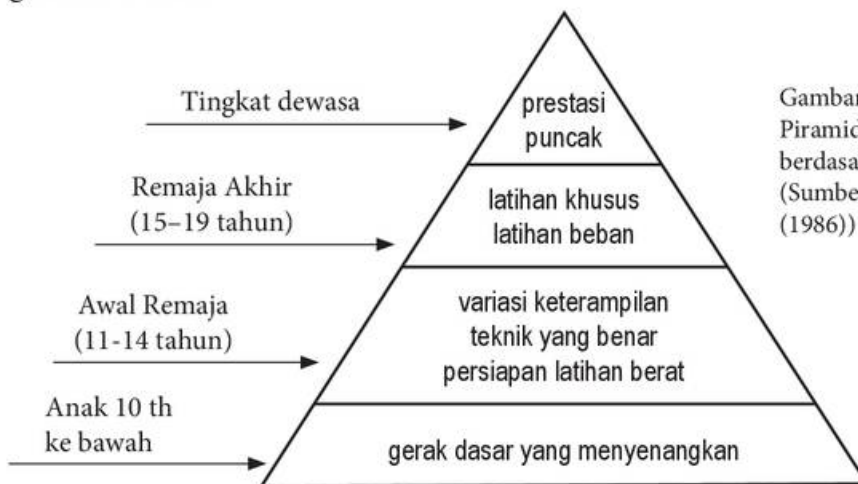 Tingkat dewasa
prestasi
puncak
Gambar
Piramid
berdasa
(Sumbe
(1986))
Remaja Akhir
(15–19 tahun)
latihan khusus
latihan beban
Awal Remaja
(11-14 tahun)
variasi keterampilan
teknik yang benar
persiapan latihan berat
Anak 10 th
ke bawah
gerak dasar yang menyenangkan